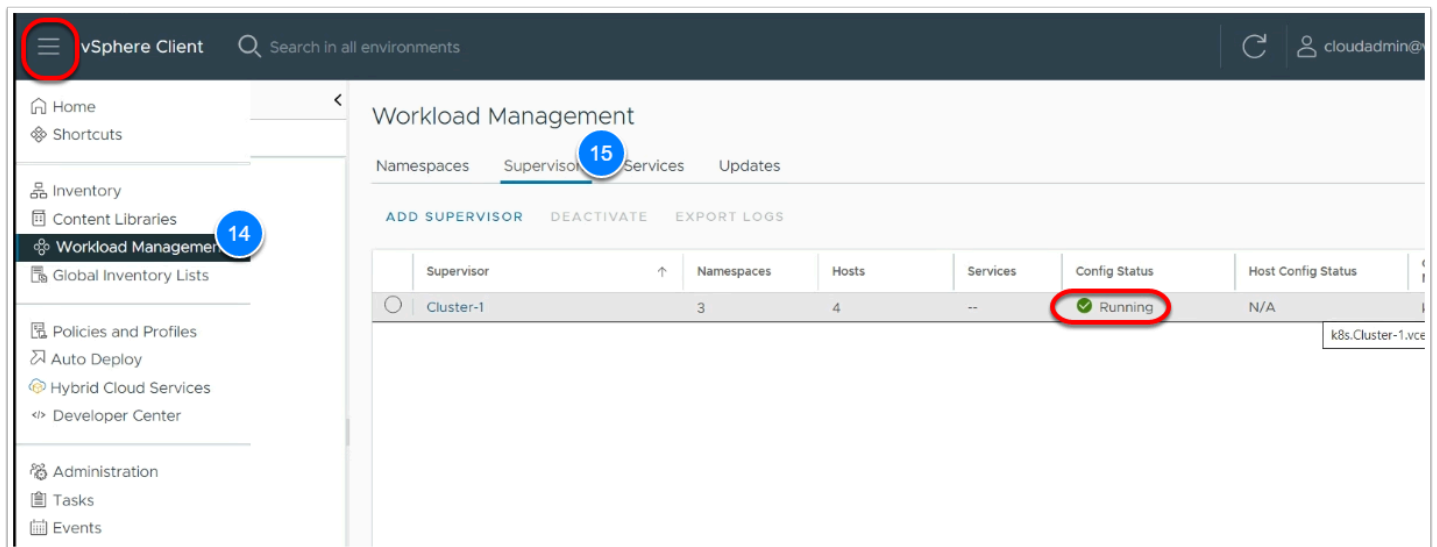 vSphere Client
Search in all environments
cloudadmin@
Home
Shortcuts
Inventory
Content Libraries
Workload Managemen
14
Global Inventory Lists
Policies and Profiles
Auto Deploy
Hybrid Cloud Services
Developer Center
Administration
Tasks
Events
Workload Management
Namespaces Supervisor 15 Services Updates
ADD SUPERVISOR DEACTIVATE EXPORT LOGS
Supervisor Namespaces Hosts Services Config Status Host Config Status
Cluster-1 3 4 -- Running N/A
k8s.Cluster-1.vce